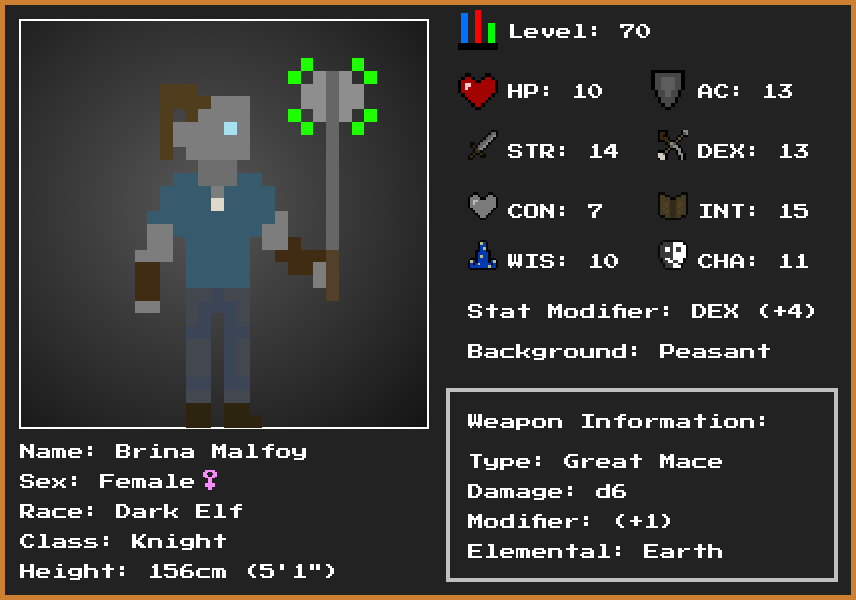 Level: 70
HP: 10 AC: 13
STR: 14 DEX: 13
CON: 7 INT: 15
WIS: 10 CHA: 11
Stat Modifier: DEX (+4)
Background: Peasant
Weapon Information:
Type: Great Mace
Damage: d6
Modifier: (+1)
Elemental: Earth
Name: Brina Malfoy
Sex: Female♀
Race: Dark Elf
Class: Knight
Height: 156cm (5'1")